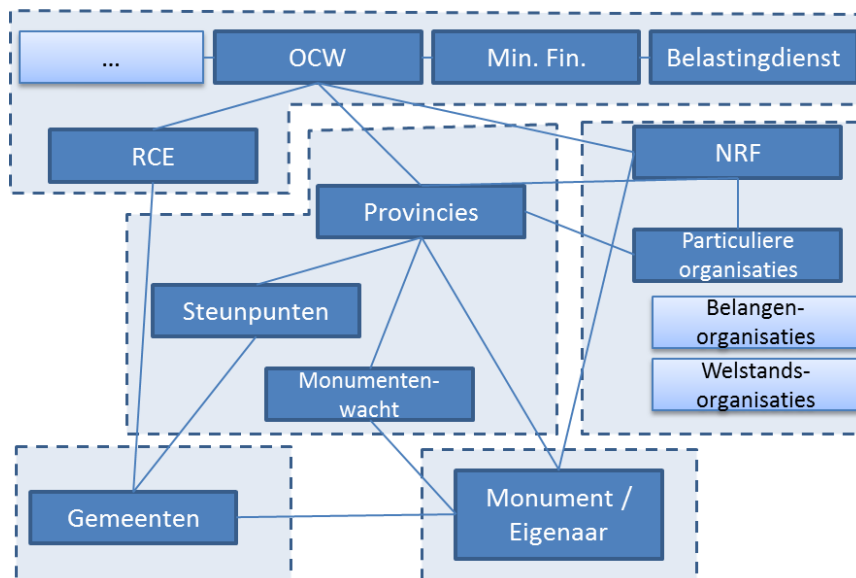 ...
OCW
Min. Fin.
Belastingdienst
RCE
NRF
Provincies
Particuliere
organisaties
Steunpunten
Belangen-
organisaties
Monumenten-
wacht
Welstands-
organisaties
Gemeenten
Monument /
Eigenaar